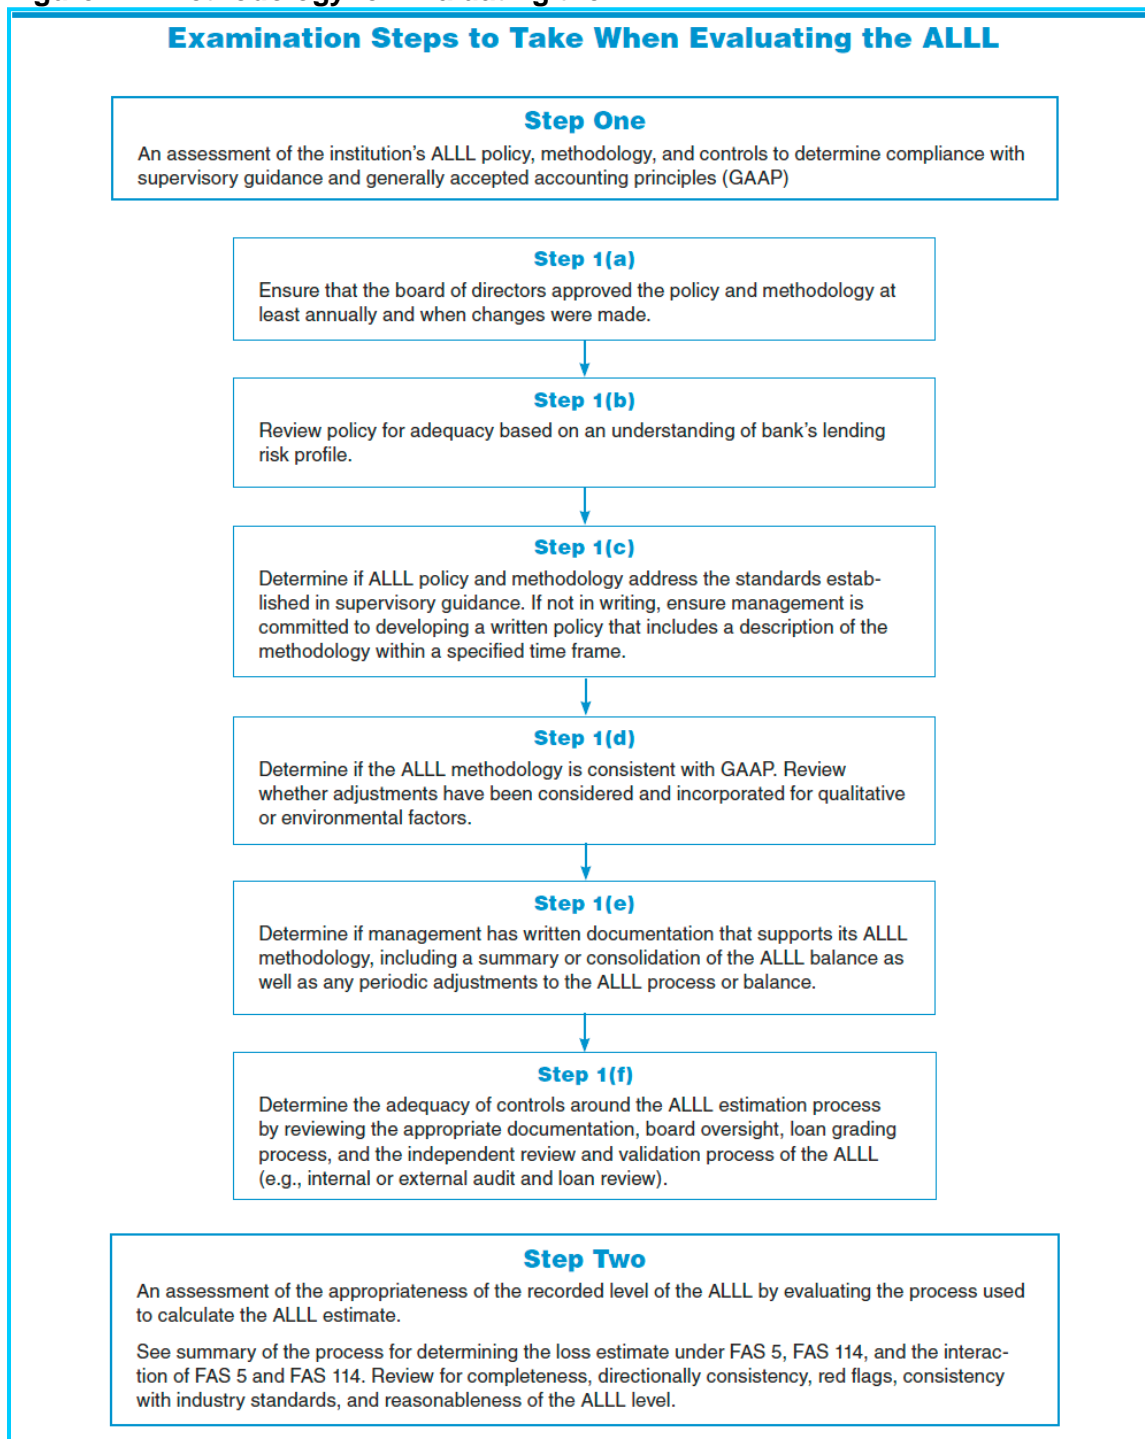 Examination Steps to Take When Evaluating the ALLL
Step One
An assessment of the institution's ALLL policy, methodology, and controls to determine compliance with
supervisory guidance and generally accepted accounting principles (GAAP)
Step 1(a)
Ensure that the board of directors approved the policy and methodology at
least annually and when changes were made.
Step 1(b)
Review policy for adequacy based on an understanding of bank's lending
risk profile.
Step 1(c)
Determine if ALLL policy and methodology address the standards estab-
lished in supervisory guidance. If not in writing, ensure management is
committed to developing a written policy that includes a description of the
methodology within a specified time frame.
Step 1(d)
Determine if the ALLL methodology is consistent with GAAP. Review
whether adjustments have been considered and incorporated for qualitative
or environmental factors.
Step 1(e)
Determine if management has written documentation that supports its ALLL
methodology, including a summary or consolidation of the ALLL balance as
well as any periodic adjustments to the ALLL process or balance.
Step 1(f)
Determine the adequacy of controls around the ALLL estimation process
by reviewing the appropriate documentation, board oversight, loan grading
process, and the independent review and validation process of the ALLL
(e.g., internal or external audit and loan review).
Step Two
An assessment of the appropriateness of the recorded level of the ALLL by evaluating the process used
to calculate the ALLL estimate.
See summary of the process for determining the loss estimate under FAS 5, FAS 114, and the interac-
tion of FAS 5 and FAS 114. Review for completeness, directionally consistency, red flags, consistency
with industry standards, and reasonableness of the ALLL level.